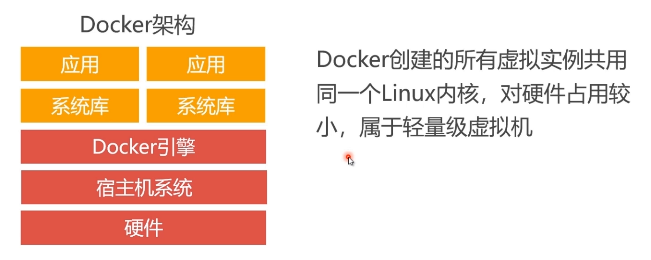 Docker架构
应用 应用
系统库 系统库
Docker引擎
宿主机系统
硬件
Docker创建的所有虚拟实例共用
同一个Linux内核，对硬件占用较
小，属于轻量级虚拟机